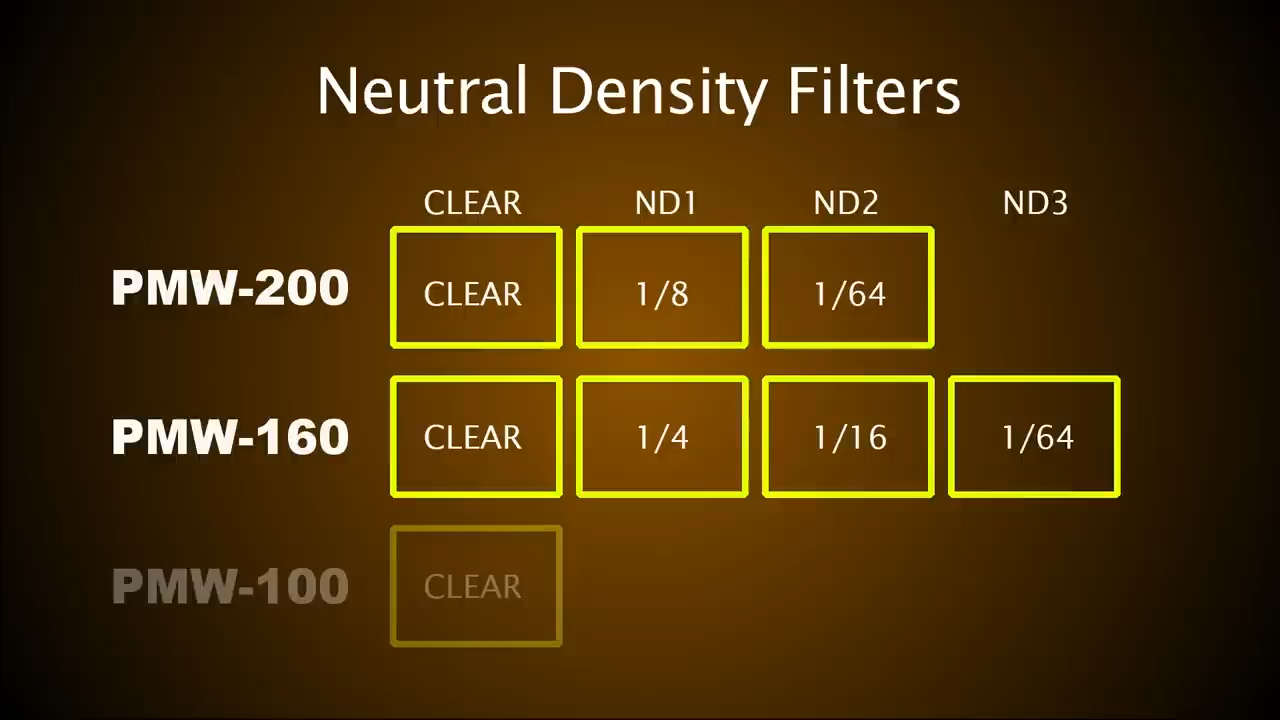 Neutral Density Filters
CLEAR ND1 ND2 ND3
PMW-200 CLEAR 1/8 1/64
PMW-160 CLEAR 1/4 1/16 1/64
PMW-100 CLEAR